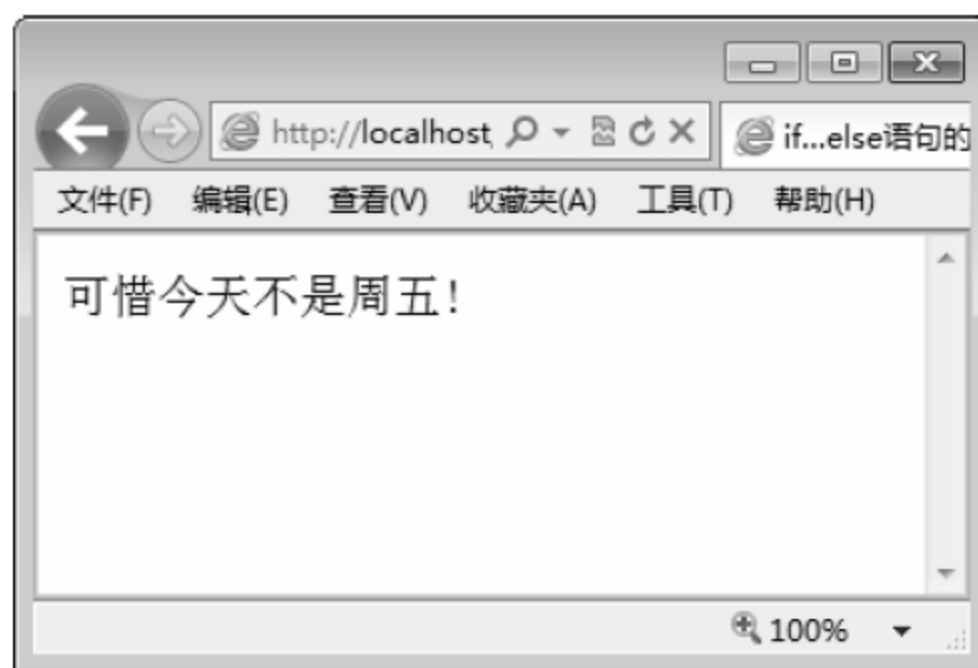 http://localhost, if...else语句的
文件(F) 编辑(E) 查看(V) 收藏夹(A) 工具(T) 帮助(H)
可惜今天不是周五!
100%